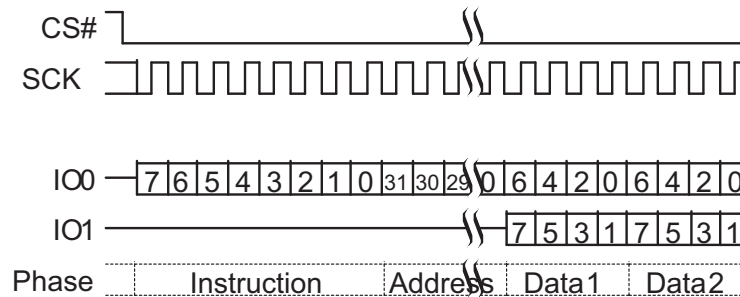 CS#
SCK
IO0 7 6 5 4 3 2 1 0 31 30 29 0 6 4 2 0 6 4 2 0
IO1 7 5 3 1 7 5 3 1
Phase Instruction Address Data1 Data2